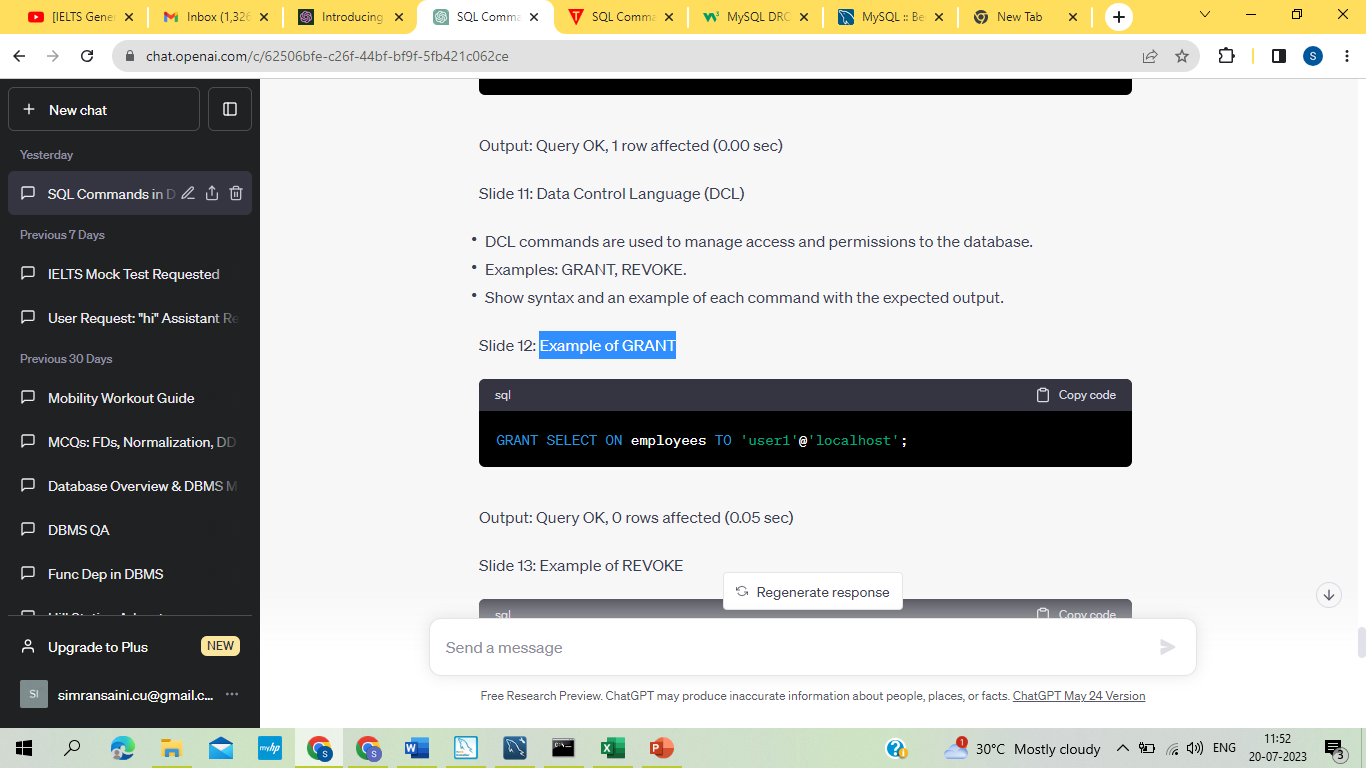 [IELTS Gener
Inbox (1,326
Introducing
SQL Comma
SQL Comma
MySQL DRO
MySQL :: Be
New Tab
chat.openai.com/c/62506bfe-c26f-44bf-bf9f-5fb421c062ce
S
New chat
Yesterday
SQL Commands in D
Previous 7 Days
IELTS Mock Test Requested
User Request: "hi" Assistant Re
Previous 30 Days
Mobility Workout Guide
MCQs: FDs, Normalization, DD
Database Overview & DBMS M
DBMS QA
Func Dep in DBMS
Upgrade to Plus
NEW
SI
simransaini.cu@gmail.c...
Output: Query OK, 1 row affected (0.00 sec)
Slide 11: Data Control Language (DCL)
• DCL commands are used to manage access and permissions to the database.
• Examples: GRANT, REVOKE.
• Show syntax and an example of each command with the expected output.
Slide 12: Example of GRANT
sql
Copy code
GRANT SELECT ON employees TO 'user1'@'localhost';
Output: Query OK, 0 rows affected (0.05 sec)
Slide 13: Example of REVOKE
Regenerate response
sql
Copy code
Send a message
Free Research Preview. ChatGPT may produce inaccurate information about people, places, or facts. ChatGPT May 24 Version
30°C Mostly cloudy
ENG
11:52
20-07-2023